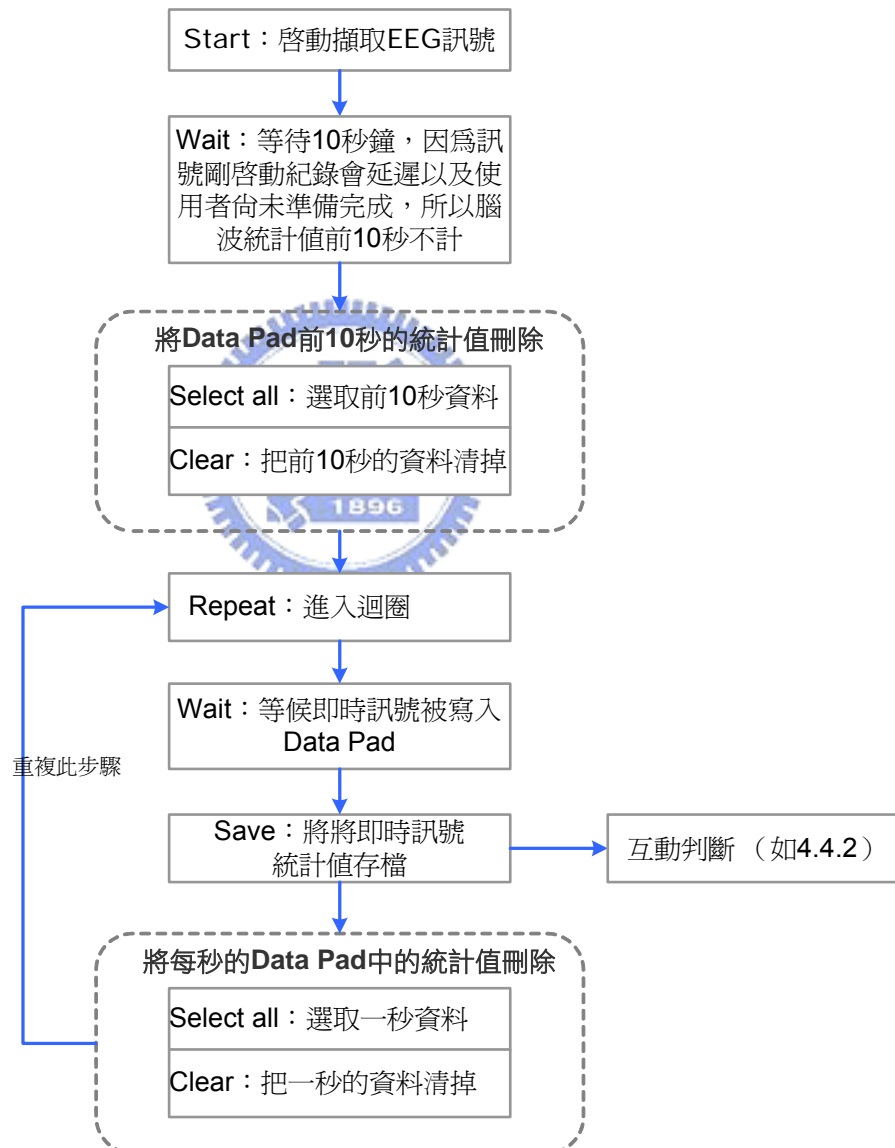 Start：啓動擷取EEG訊號
Wait：等待10秒鐘，因爲訊
號剛啓動紀錄會延遲以及使
用者尙未準備完成，所以腦
波統計值前10秒不計
將Data Pad前10秒的統計值刪除
Select all：選取前10秒資料
Clear：把前10秒的資料清掉
1896
Repeat：進入迴圈
Wait：等候即時訊號被寫入
Data Pad
重複此步驟
Save：將將即時訊號
統計值存檔
互動判斷 （如4.4.2）
將每秒的Data Pad中的統計值刪除
Select all：選取一秒資料
Clear：把一秒的資料清掉